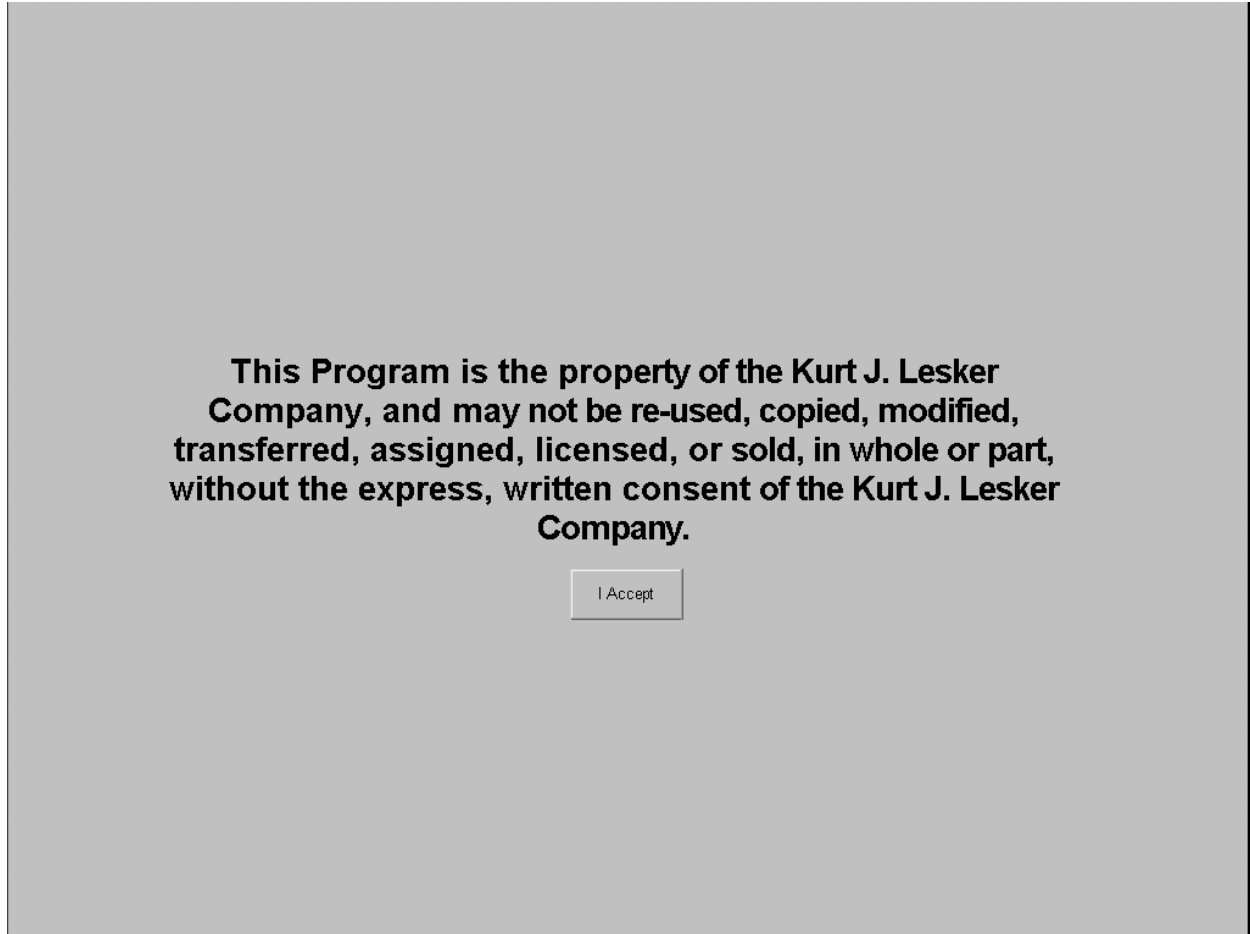 This Program is the property of the Kurt J. Lesker
Company, and may not be re-used, copied, modified,
transferred, assigned, licensed, or sold, in whole or part,
without the express, written consent of the Kurt J. Lesker
Company.
I Accept